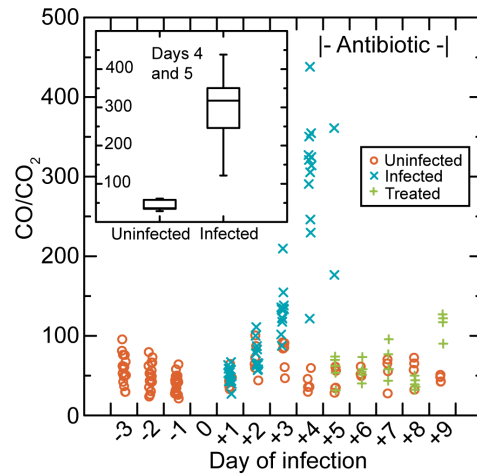 500
400
300
200
100
0
CO/CO2
400
300
200
100
Days 4
and 5
Uninfected Infected
|- Antibiotic -|
Uninfected
Infected
Treated
-3 -2 -1 0 +1 +2 +3 +4 +5 +6 +7 +8 +9
Day of infection